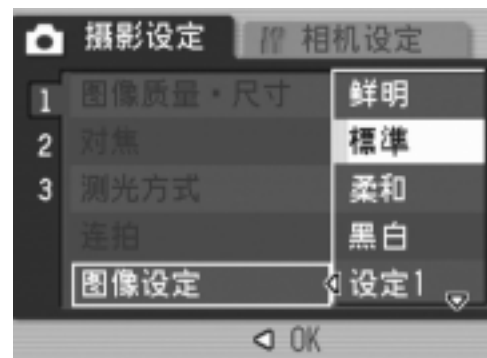 摄影设定 相机设定
1 图像质量・尺寸 鲜明
2 对焦 標準
3 测光方式 柔和
连拍 黑白
图像设定 设定1
OK